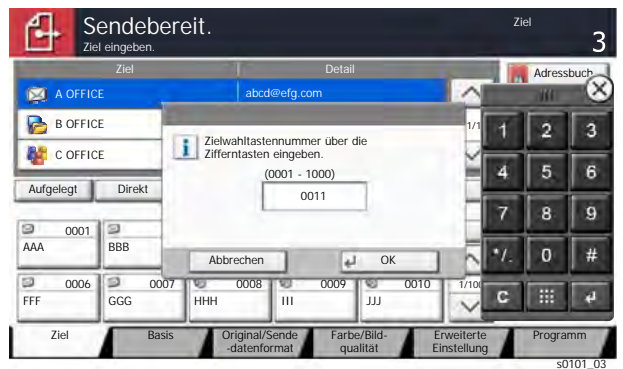 Sendebereit.
Ziel eingeben.
Ziel
3
Ziel Detail
Adressbuch
A OFFICE abcd@efg.com
B OFFICE
C OFFICE
1/1
Zielwahltastennummer über die
Zifferntasten eingeben.
(0001 - 1000)
0011
Abbrechen OK
1 2 3
4 5 6
7 8 9
*/. 0 #
C
Aufgelegt Direkt
0001
AAA BBB
0006 0007 0008 0009 0010
FFF GGG HHH III JJJ
Ziel Basis Original/Sende
-datenformat Farbe/Bild-
qualität Erweiterte
Einstellung Programm
s0101_03